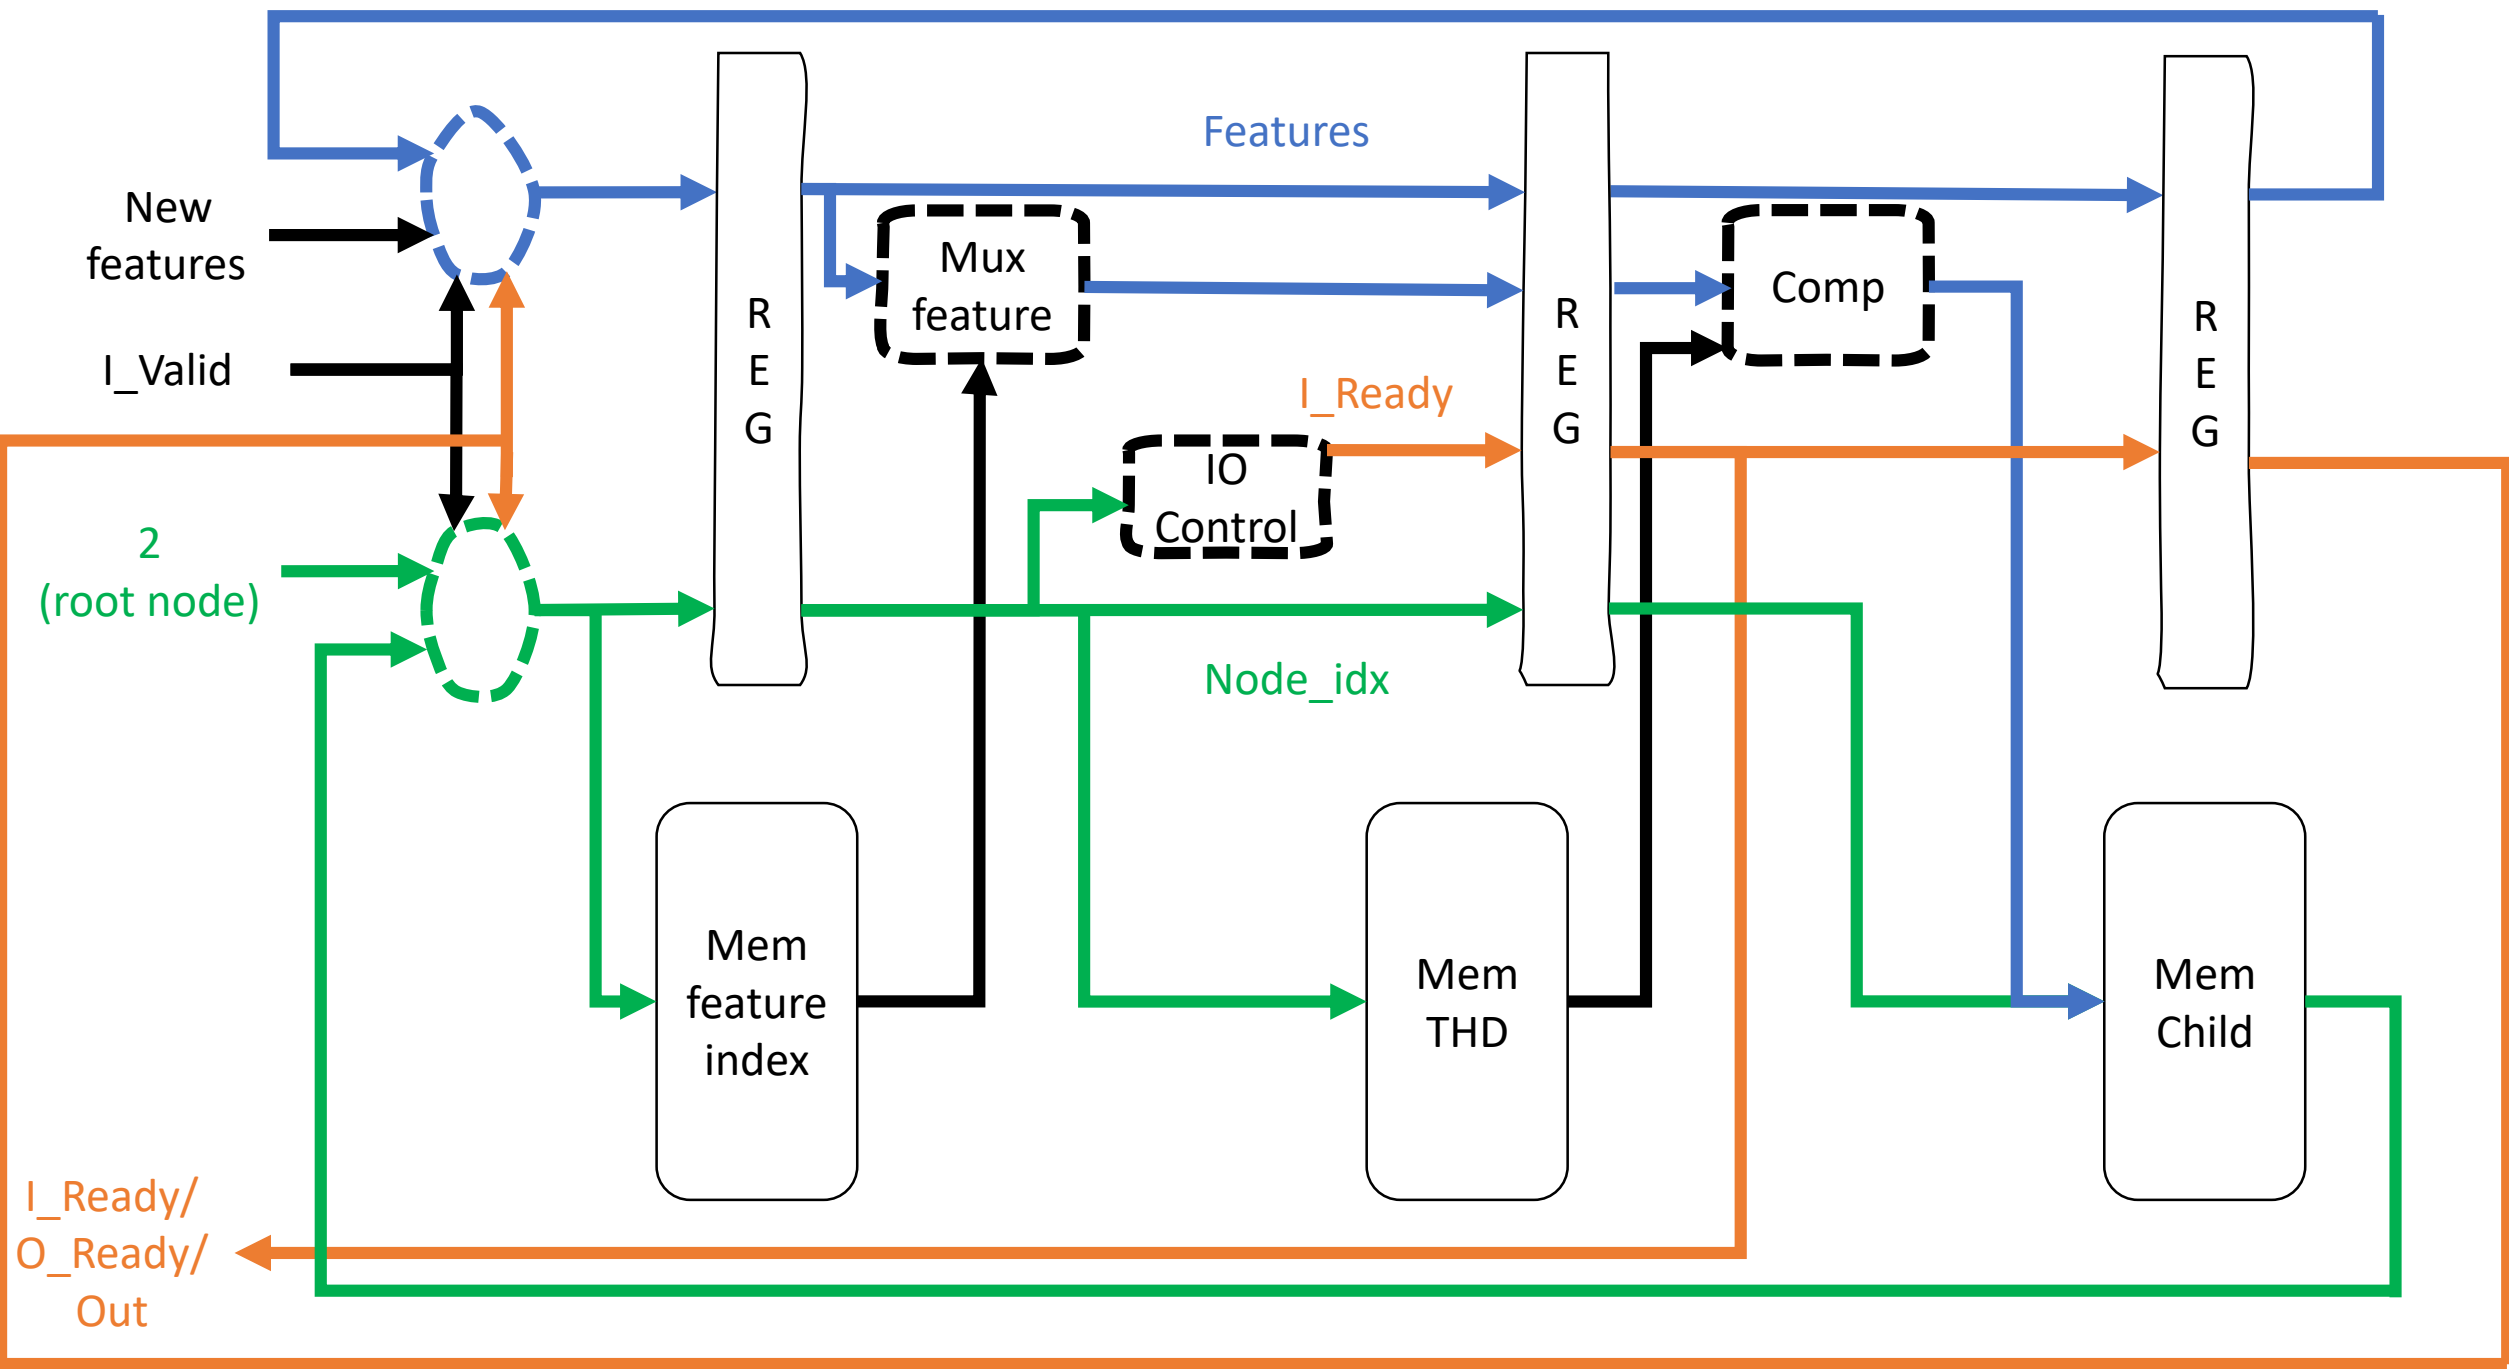 New
features
I_Valid
2
(root node)
I_Ready/
O_Ready/
Out
R
E
G
Mux
feature
Features
I_Ready
IO
Control
Node_idx
R
E
G
Comp
R
E
G
Mem
feature
index
Mem
THD
Mem
Child